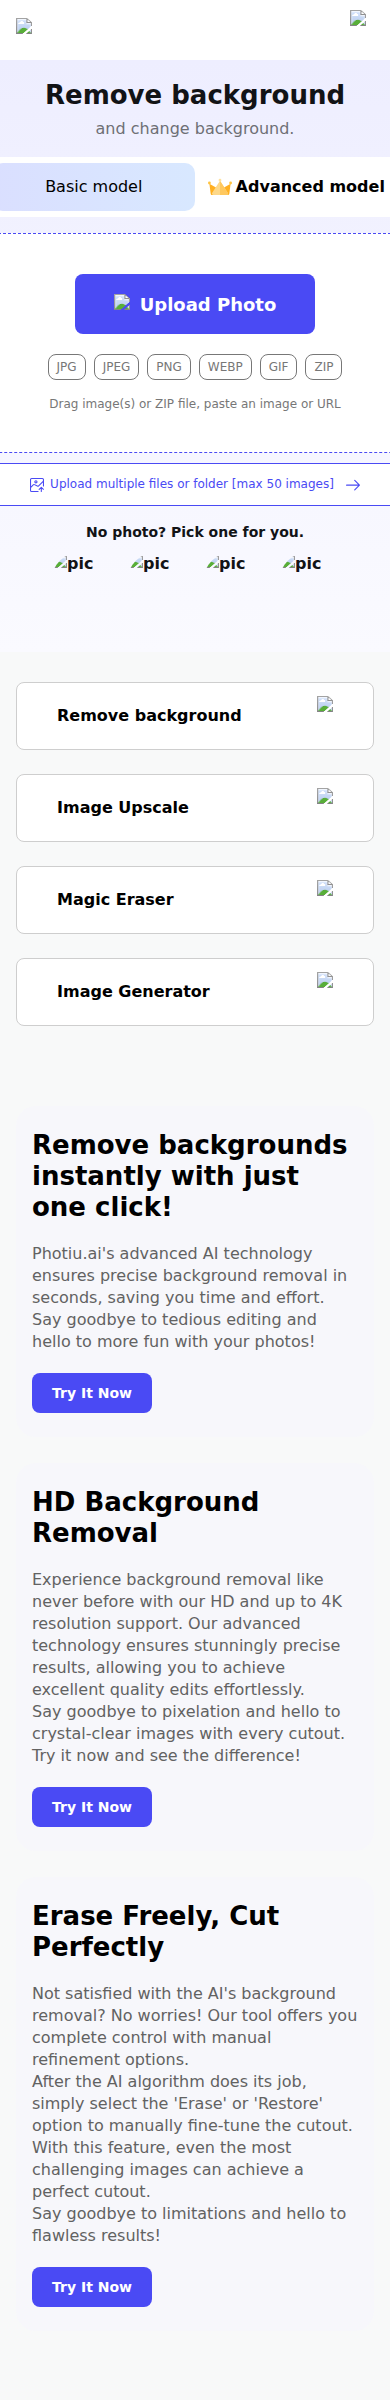 Remove background
and change background.
Basic model
Advanced model
Upload Photo
JPG JPEG PNG WEBP GIF ZIP
Drag image(s) or ZIP file, paste an image or URL
Upload multiple files or folder [max 50 images]
No photo? Pick one for you.
pic pic pic pic
Remove background
Image Upscale
Magic Eraser
Image Generator
Remove backgrounds
instantly with just
one click!
Photiu.ai's advanced AI technology
ensures precise background removal in
seconds, saving you time and effort.
Say goodbye to tedious editing and
hello to more fun with your photos!
Try It Now
HD Background
Removal
Experience background removal like
never before with our HD and up to 4K
resolution support. Our advanced
technology ensures stunningly precise
results, allowing you to achieve
excellent quality edits effortlessly.
Say goodbye to pixelation and hello to
crystal-clear images with every cutout.
Try it now and see the difference!
Try It Now
Erase Freely, Cut
Perfectly
Not satisfied with the AI's background
removal? No worries! Our tool offers you
complete control with manual
refinement options.
After the AI algorithm does its job,
simply select the 'Erase' or 'Restore'
option to manually fine-tune the cutout.
With this feature, even the most
challenging images can achieve a
perfect cutout.
Say goodbye to limitations and hello to
flawless results!
Try It Now